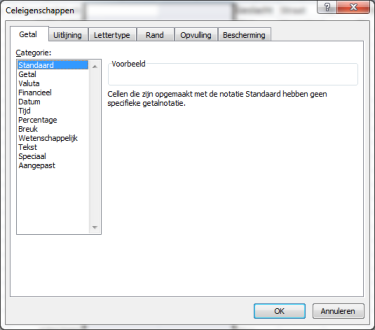 Celeigenschappen
Getal Uitlijning Lettertype Rand Opvulling Bescherming
Categorie:
Standaard
Getal
Valuta
Financieel
Datum
Tijd
Percentage
Breuk
Wetenschappelijk
Tekst
Speciaal
Aangepast
Voorbeeld
Cellen die zijn opgemaakt met de notatie Standaard hebben geen
specifieke getalnotatie.
OK Annuleren